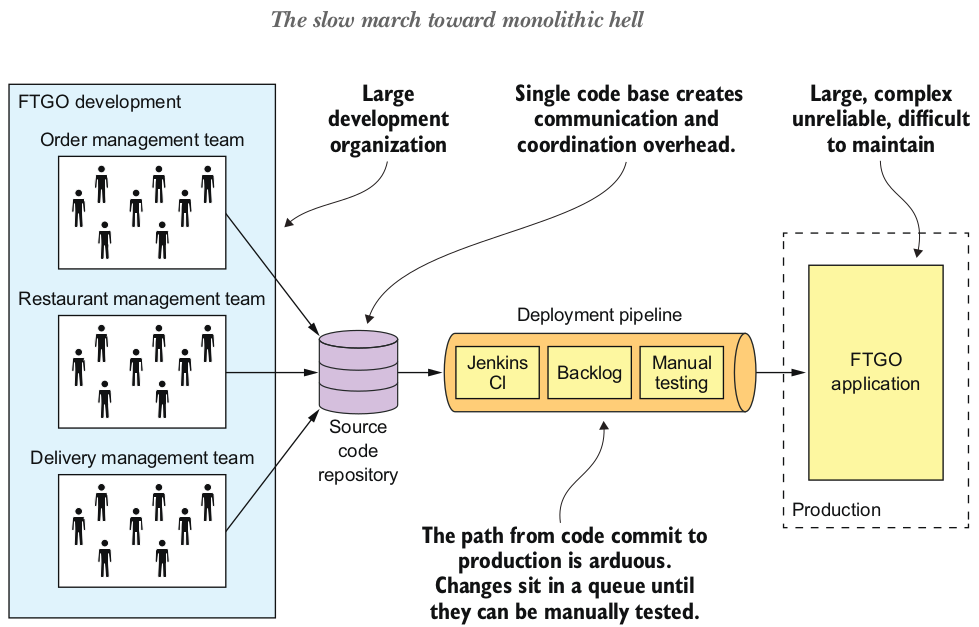 The slow march toward monolithic hell
FTGO development
Order management team
Restaurant management team
Delivery management team
Large
development
organization
Single code base creates
communication and
coordination overhead.
Large, complex
unreliable, difficult
to maintain
Source
code
repository
Deployment pipeline
Jenkins
CI
Backlog
Manual
testing
FTGO
application
Production
The path from code commit to
production is arduous.
Changes sit in a queue until
they can be manually tested.